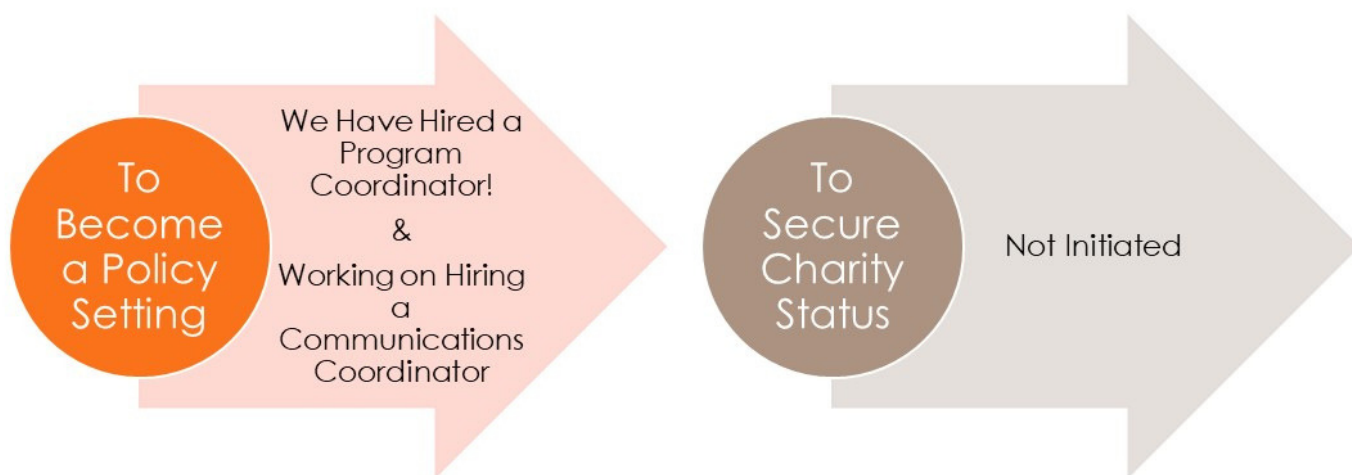 To
Become
a Policy
Setting
We Have Hired a
Program
Coordinator!
&
Working on Hiring
a
Communications
Coordinator
To
Secure
Charity
Status
Not Initiated